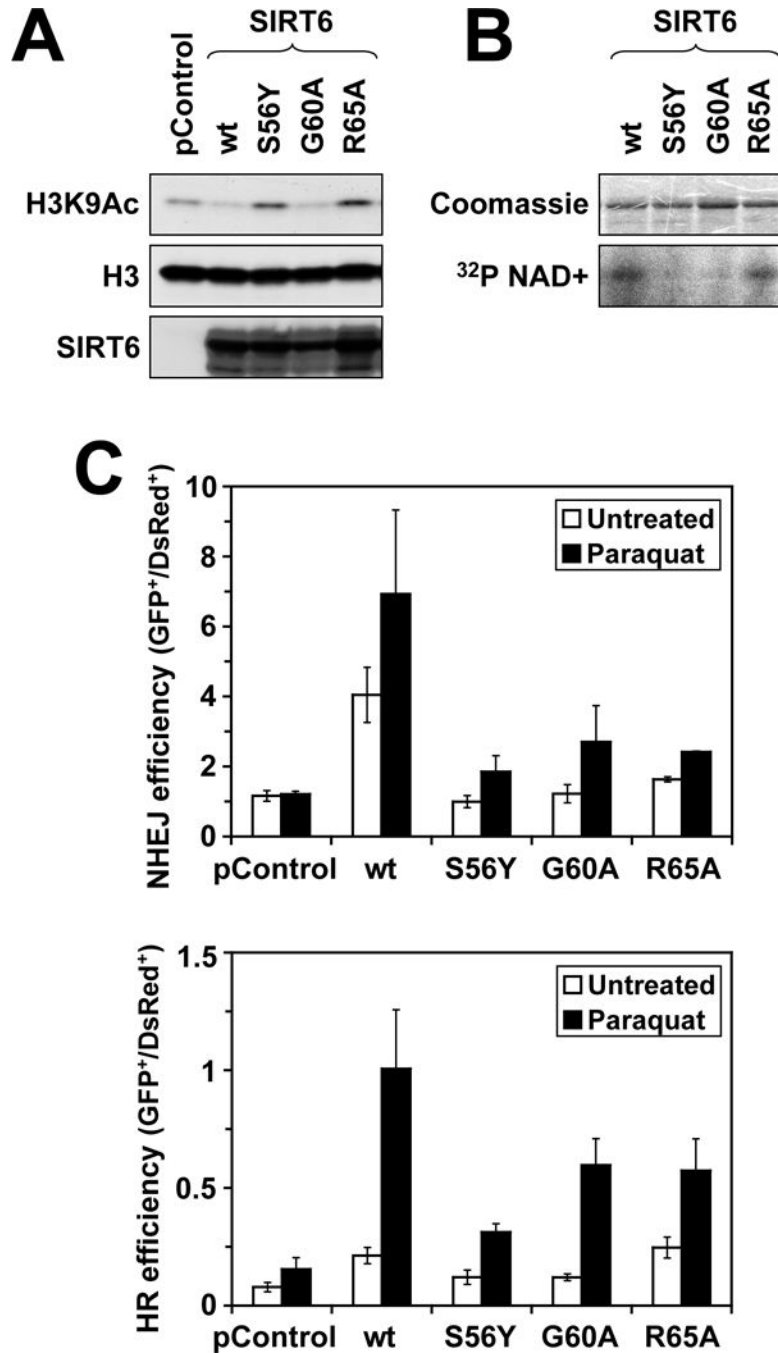 A
SIRT6
pControl
wt
S56Y
G60A
R65A
H3K9Ac
H3
SIRT6
B
SIRT6
wt
S56Y
G60A
R65A
Coomassie
³²P NAD+
C
NHEJ efficiency (GFP⁺/DsRed⁺)
10
8
6
4
2
0
Untreated
Paraquat
pControl wt S56Y G60A R65A
HR efficiency (GFP⁺/DsRed⁺)
1.5
1
0.5
0
Untreated
Paraquat
pControl wt S56Y G60A R65A